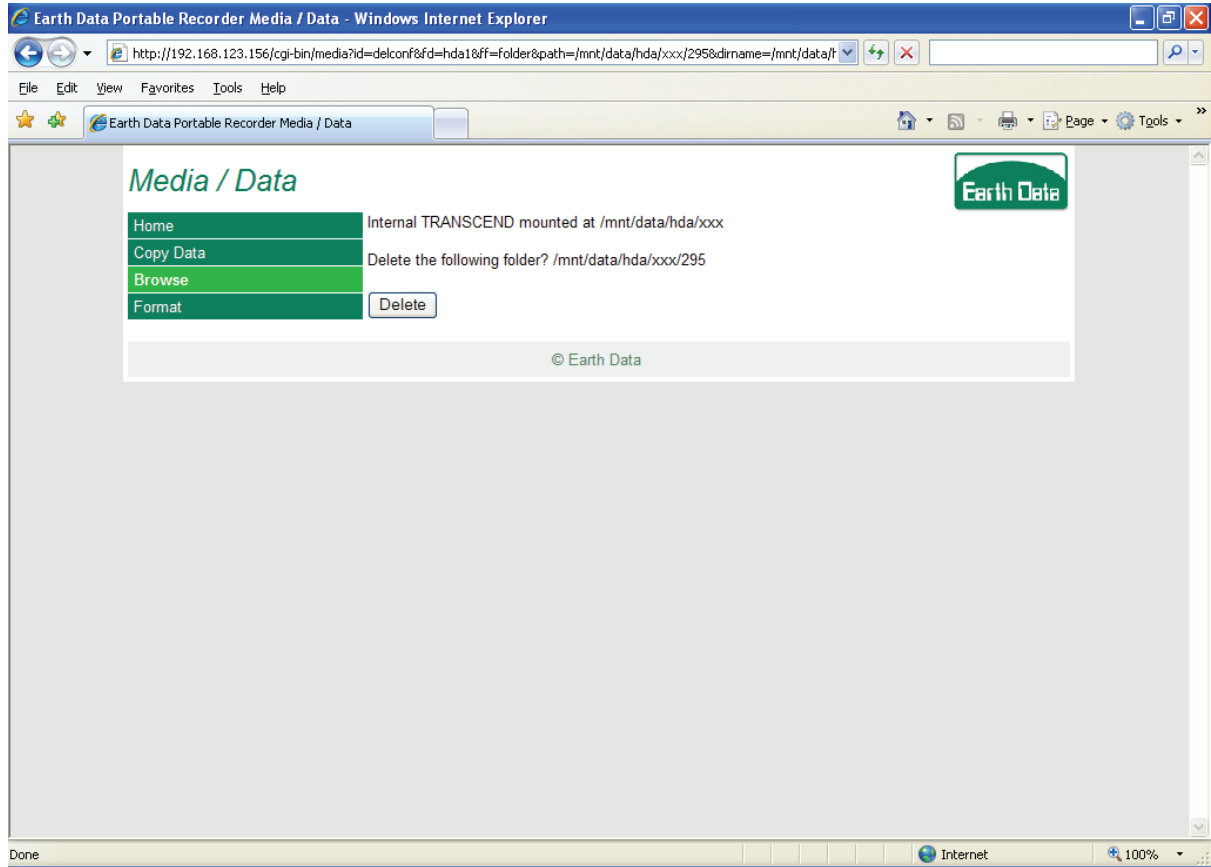 Earth Data Portable Recorder Media / Data - Windows Internet Explorer
http://192.168.123.156/cgi-bin/media?id=delconf&fd=hda1&ff=folder&path=/mnt/data/hda/xxx/295&dirname=/mnt/data/h
File Edit View Favorites Tools Help
Earth Data Portable Recorder Media / Data
Page Tools »
Media / Data
Earth Data
Home
Internal TRANSCEND mounted at /mnt/data/hda/xxx
Copy Data
Delete the following folder? /mnt/data/hda/xxx/295
Browse
Format
Delete
© Earth Data
Done
Internet
100%